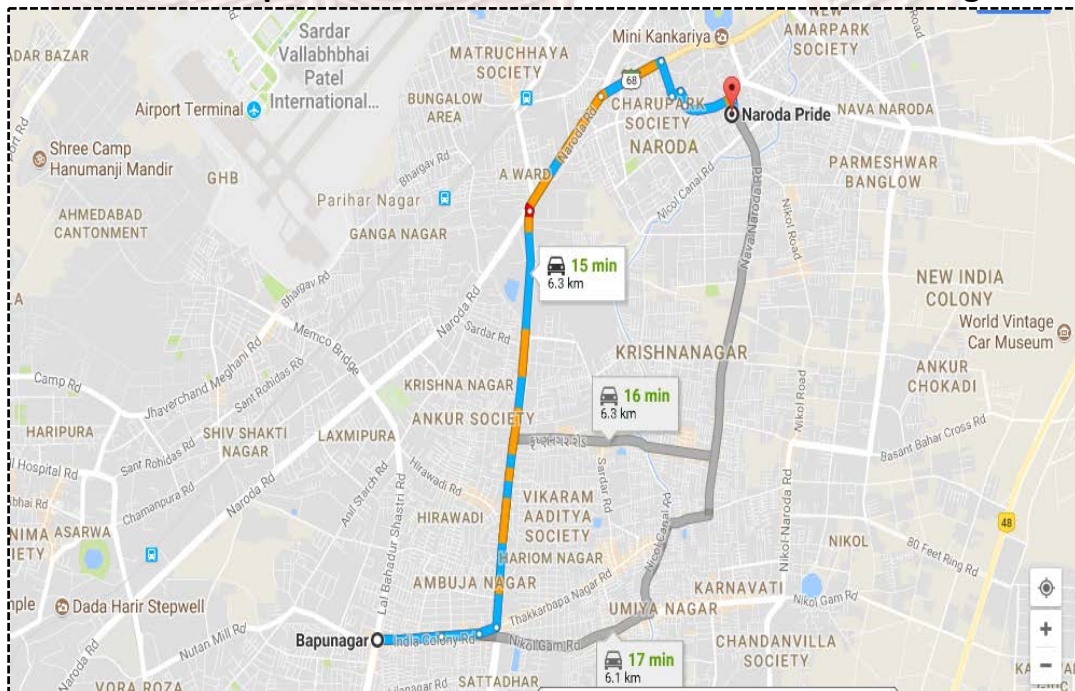 NEW
AMARPARK
SOCIETY
Mini Kankariya
Sardar
Vallabhbhai
Patel
International...
DAR BAZAR
MATRUCHHAYA
SOCIETY
68
Airport Terminal
BUNGALOW
AREA
CHARUPARK
SOCIETY
Naroda Pride
NAVA NARODA
Naroda Rd
NARODA
Shree Camp
Hanumanji Mandir
GHB
Bhargav Rd
A WARD
PARMESHWAR
BANGLOW
Parihar Nagar
Nicol Canal Rd
Nava Naroda Rd
Nikol Road
AHMEDABAD
CANTONMENT
GANGA NAGAR
15 min
6.3 km
NEW INDIA
COLONY
Bhargav Rd
Naroda Rd
World Vintage
Car Museum
Memco Bridge
Sardar Rd
KRISHNANAGAR
ANKUR
CHOKADI
Camp Rd
Jhaverchand Meghani Rd
Sant Rohidas Rd
KRISHNA NAGAR
16 min
6.3 km
Nikol Road
ANKUR SOCIETY
HARIPURA
SHIV SHAKTI
NAGAR
LAXMIPURA
Basant Bahar Cross Rd
Hospital Rd
Sant Rohidas Rd
Anil Starch Rd
Hirawadi Rd
Sardar Rd
Chamanpura Rd
Naroda Rd
Lal Bahadur Shastri Rd
HIRAWADI
VIKARAM
AADITYA
SOCIETY
Nicol Canal Rd
Nikol-Naroda Rd
48
ASARWA
NIKOL
80 Feet Ring Rd
HARIOM NAGAR
AMBUJA NAGAR
Thakkarbapa Nagar Rd
KARNAVATI
Nikol Gam Rd
Dada Harir Stepwell
UMIYA NAGAR
Bapunagar
India Colony Rd
Nikol Gam Rd
CHANDANVILLA
SOCIETY
Nutan Mill Rd
17 min
6.1 km
Naroda Rd
SATTADHAR
VORA ROZA